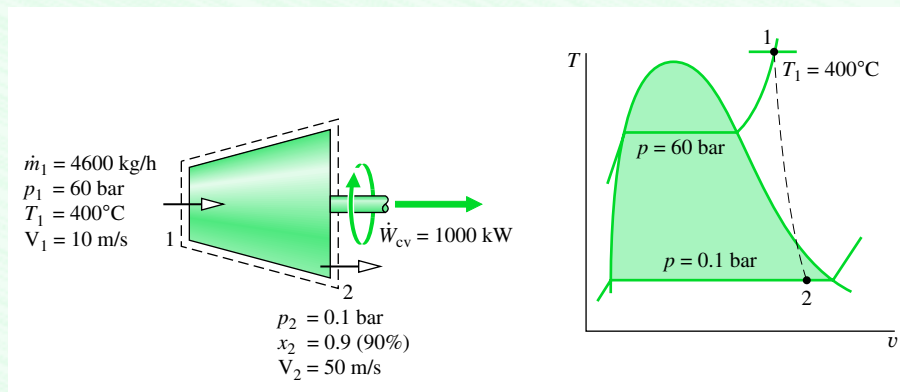 ṁ₁ = 4600 kg/h
p₁ = 60 bar
T₁ = 400°C
V₁ = 10 m/s
1
Ẇcv = 1000 kW
2
p₂ = 0.1 bar
x₂ = 0.9 (90%)
V₂ = 50 m/s
T
1
T₁ = 400°C
p = 60 bar
p = 0.1 bar
2
v